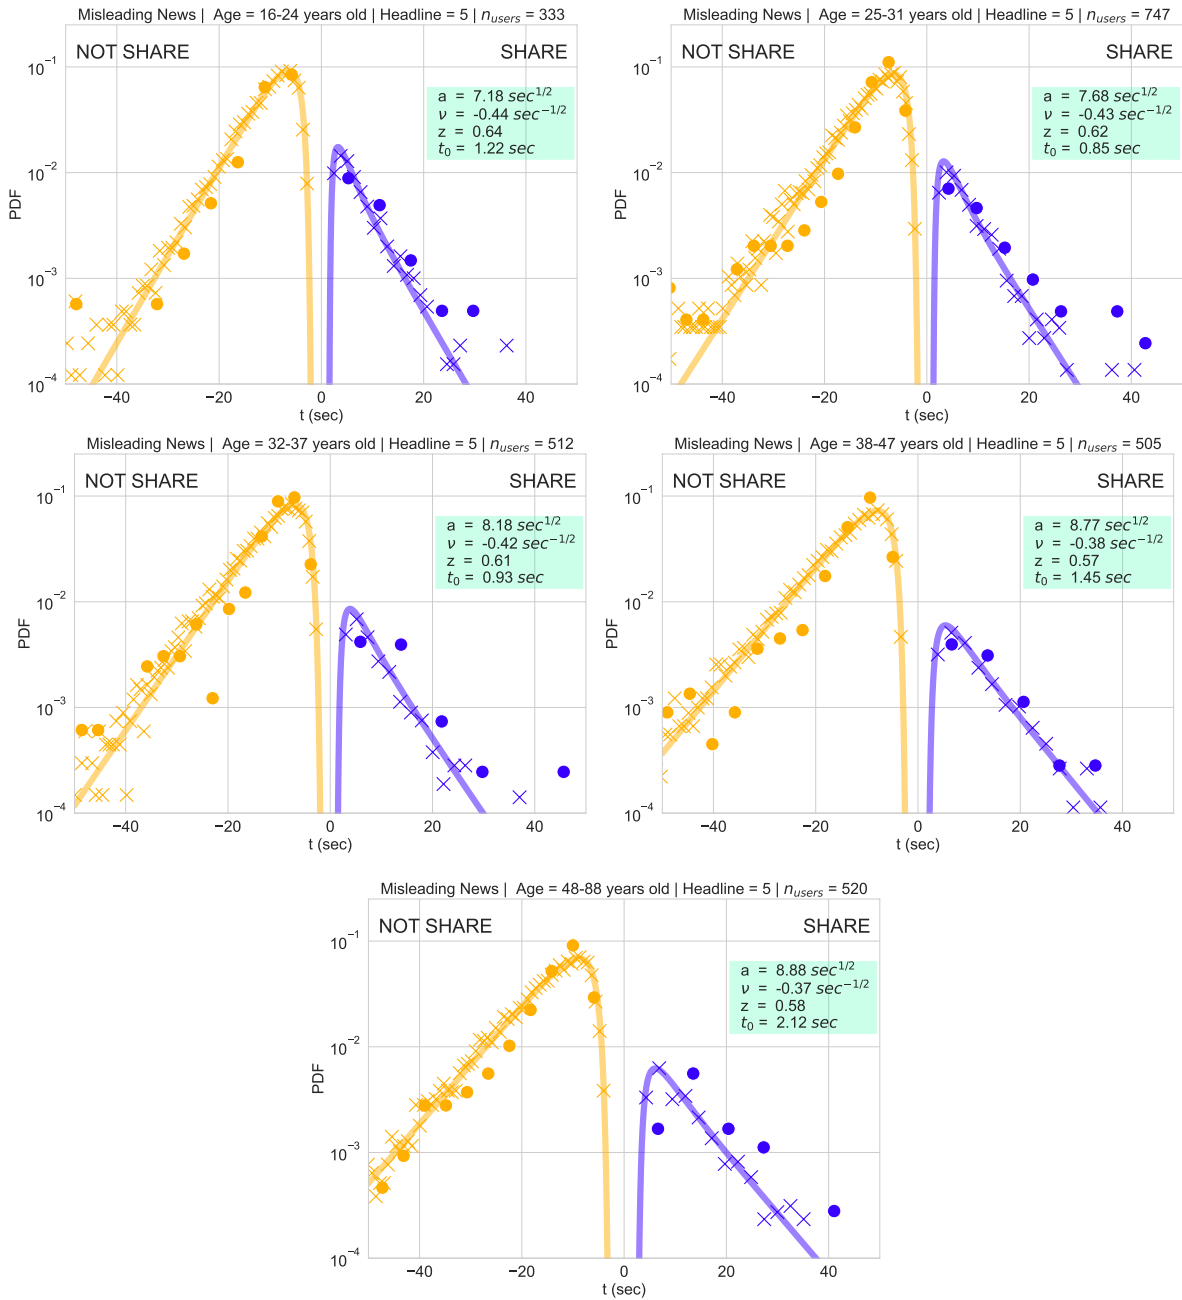 Misleading News | Age = 16-24 years old | Headline = 5 | n_users = 333
NOT SHARE
SHARE
10^−1
10^−2
10^−3
10^−4
PDF
a = 7.18 sec^1/2
ν = -0.44 sec^−1/2
z = 0.64
t_0 = 1.22 sec
−40 −20 0 20 40
t (sec)
Misleading News | Age = 25-31 years old | Headline = 5 | n_users = 747
NOT SHARE
SHARE
10^−1
10^−2
10^−3
10^−4
PDF
a = 7.68 sec^1/2
ν = -0.43 sec^−1/2
z = 0.62
t_0 = 0.85 sec
−40 −20 0 20 40
t (sec)
Misleading News | Age = 32-37 years old | Headline = 5 | n_users = 512
NOT SHARE
SHARE
10^−1
10^−2
10^−3
10^−4
PDF
a = 8.18 sec^1/2
ν = -0.42 sec^−1/2
z = 0.61
t_0 = 0.93 sec
−40 −20 0 20 40
t (sec)
Misleading News | Age = 38-47 years old | Headline = 5 | n_users = 505
NOT SHARE
SHARE
10^−1
10^−2
10^−3
10^−4
PDF
a = 8.77 sec^1/2
ν = -0.38 sec^−1/2
z = 0.57
t_0 = 1.45 sec
−40 −20 0 20 40
t (sec)
Misleading News | Age = 48-88 years old | Headline = 5 | n_users = 520
NOT SHARE
SHARE
10^−1
10^−2
10^−3
10^−4
PDF
a = 8.88 sec^1/2
ν = -0.37 sec^−1/2
z = 0.58
t_0 = 2.12 sec
−40 −20 0 20 40
t (sec)